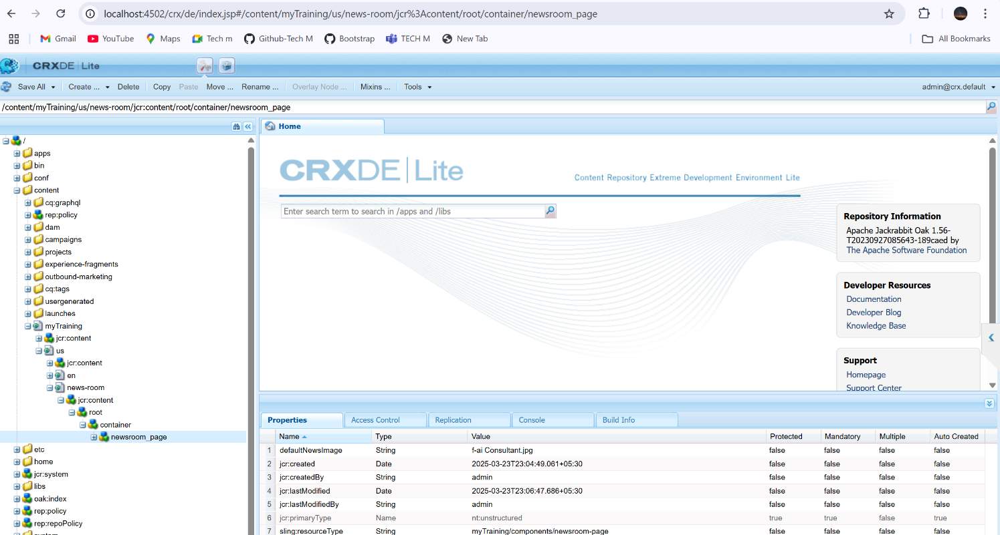 localhost:4502/crx/de/index.jsp#/content/myTraining/us/news-room/jcr%3Acontent/root/container/newsroom_page
Gmail YouTube Maps Tech m Github-Tech M Bootstrap TECH M New Tab All Bookmarks
CRXDE | Lite
Save All Create ... Delete Copy Paste Move ... Rename ... Overlay Node ... Mixins ... Tools admin@crx.default
/content/myTraining/us/news-room/jcr:content/root/container/newsroom_page
/
apps
bin
conf
content
cq:graphql
rep:policy
dam
campaigns
projects
experience-fragments
outbound-marketing
cq:tags
usergenerated
launches
myTraining
jcr:content
us
jcr:content
en
news-room
jcr:content
root
container
newsroom_page
etc
home
jcr:system
libs
oak:index
rep:policy
rep:repoPolicy
system
Home
CRXDE | Lite
Content Repository Extreme Development Environment Lite
Enter search term to search in /apps and /libs
Repository Information
Apache Jackrabbit Oak 1.56-
T20230927085643-189caed by
The Apache Software Foundation
Developer Resources
Documentation
Developer Blog
Knowledge Base
Support
Homepage
Support Center
Properties Access Control Replication Console Build Info
Name Type Value Protected Mandatory Multiple Auto Created
1 defaultNewsImage String f-ai Consultant.jpg false false false false
2 jcr:created Date 2025-03-23T23:04:49.061+05:30 false false false false
3 jcr:createdBy String admin false false false false
4 jcr:lastModified Date 2025-03-23T23:06:47.686+05:30 false false false false
5 jcr:lastModifiedBy String admin false false false false
6 jcr:primaryType Name nt:unstructured true true false true
7 sling:resourceType String myTraining/components/newsroom-page false false false false